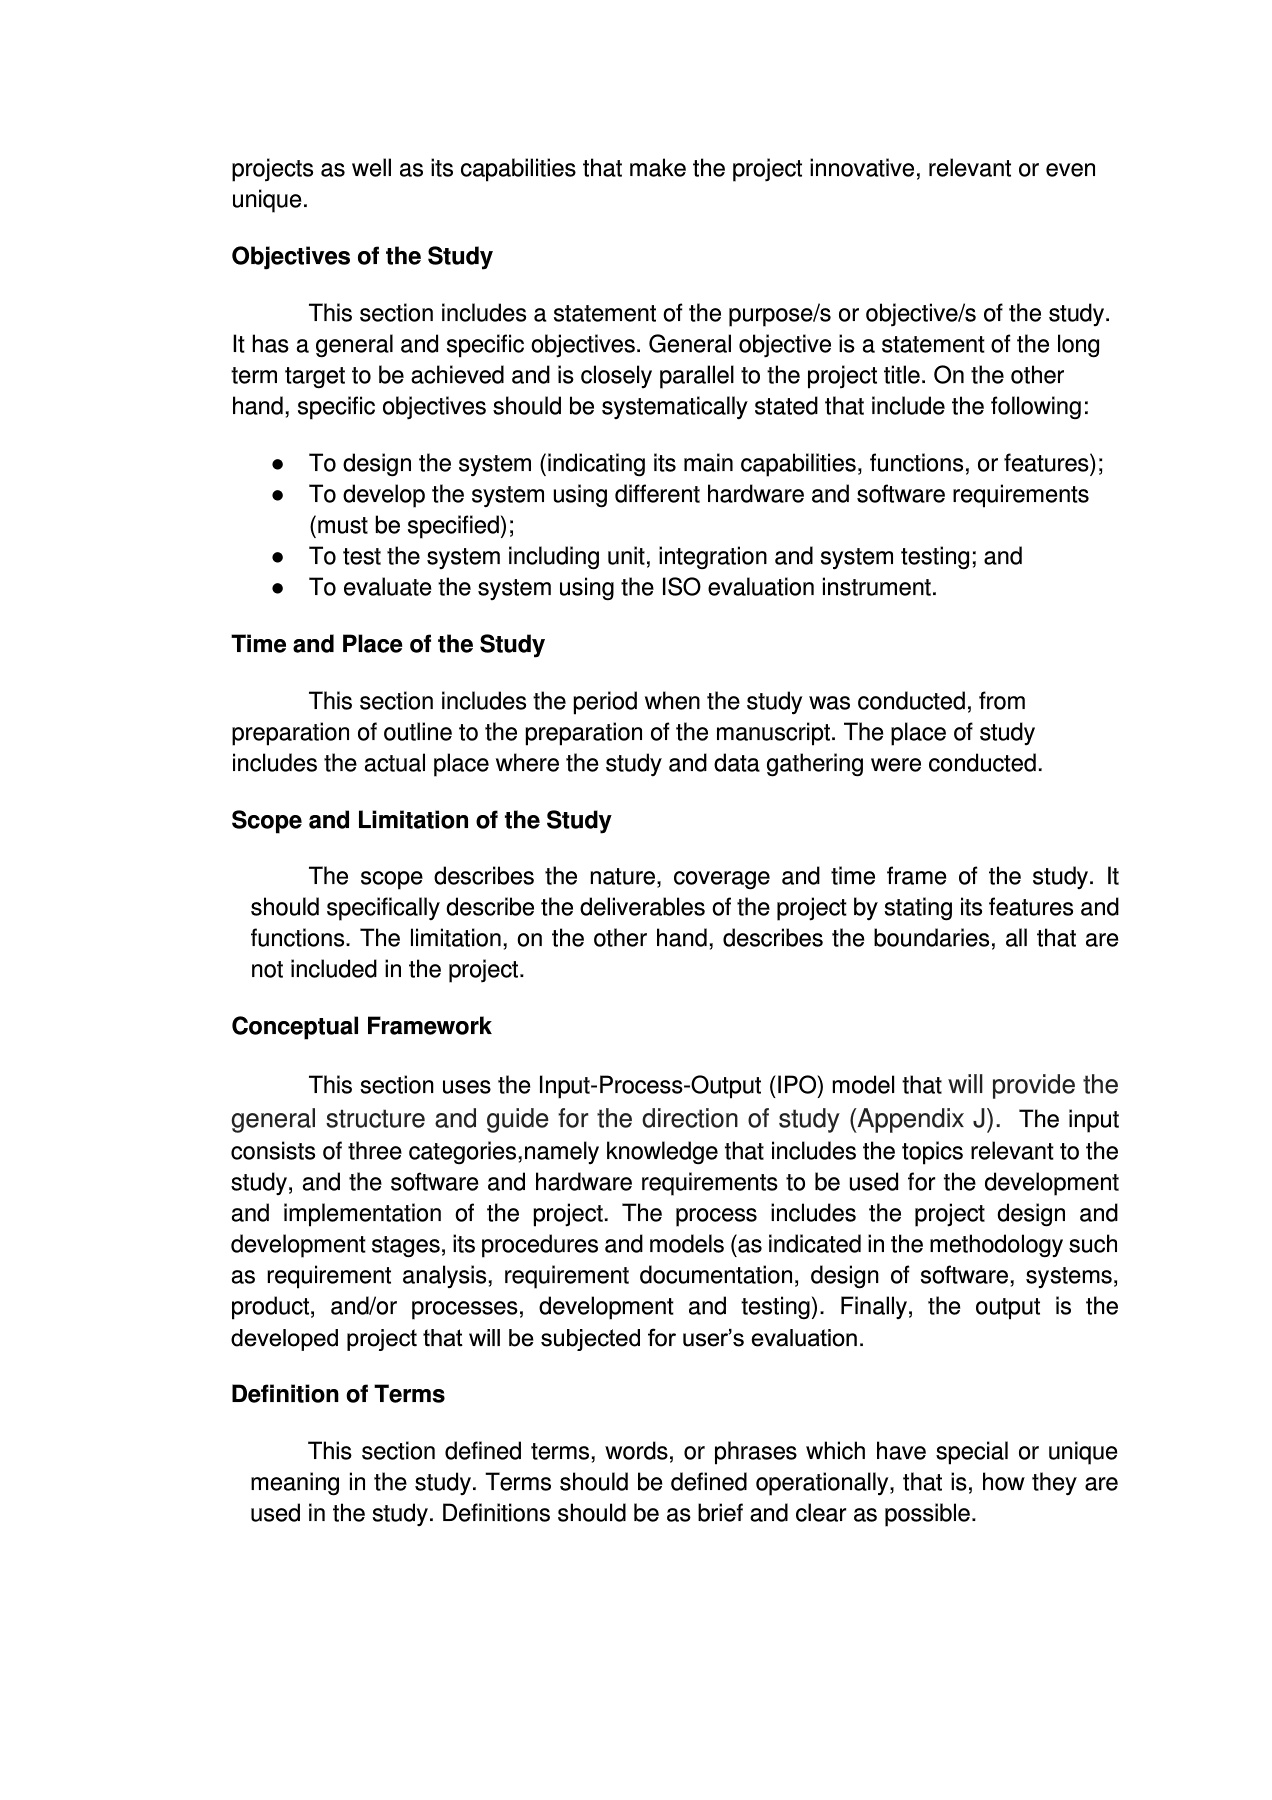 projects as well as its capabilities that make the project innovative, relevant or even
unique.
Objectives of the Study
This section includes a statement of the purpose/s or objective/s of the study.
It has a general and specific objectives. General objective is a statement of the long
term target to be achieved and is closely parallel to the project title. On the other
hand, specific objectives should be systematically stated that include the following:
● To design the system (indicating its main capabilities, functions, or features);
● To develop the system using different hardware and software requirements
(must be specified);
● To test the system including unit, integration and system testing; and
● To evaluate the system using the ISO evaluation instrument.
Time and Place of the Study
This section includes the period when the study was conducted, from
preparation of outline to the preparation of the manuscript. The place of study
includes the actual place where the study and data gathering were conducted.
Scope and Limitation of the Study
The scope describes the nature, coverage and time frame of the study. It
should specifically describe the deliverables of the project by stating its features and
functions. The limitation, on the other hand, describes the boundaries, all that are
not included in the project.
Conceptual Framework
This section uses the Input-Process-Output (IPO) model that will provide the
general structure and guide for the direction of study (Appendix J). The input
consists of three categories,namely knowledge that includes the topics relevant to the
study, and the software and hardware requirements to be used for the development
and implementation of the project. The process includes the project design and
development stages, its procedures and models (as indicated in the methodology such
as requirement analysis, requirement documentation, design of software, systems,
product, and/or processes, development and testing). Finally, the output is the
developed project that will be subjected for user’s evaluation.
Definition of Terms
This section defined terms, words, or phrases which have special or unique
meaning in the study. Terms should be defined operationally, that is, how they are
used in the study. Definitions should be as brief and clear as possible.